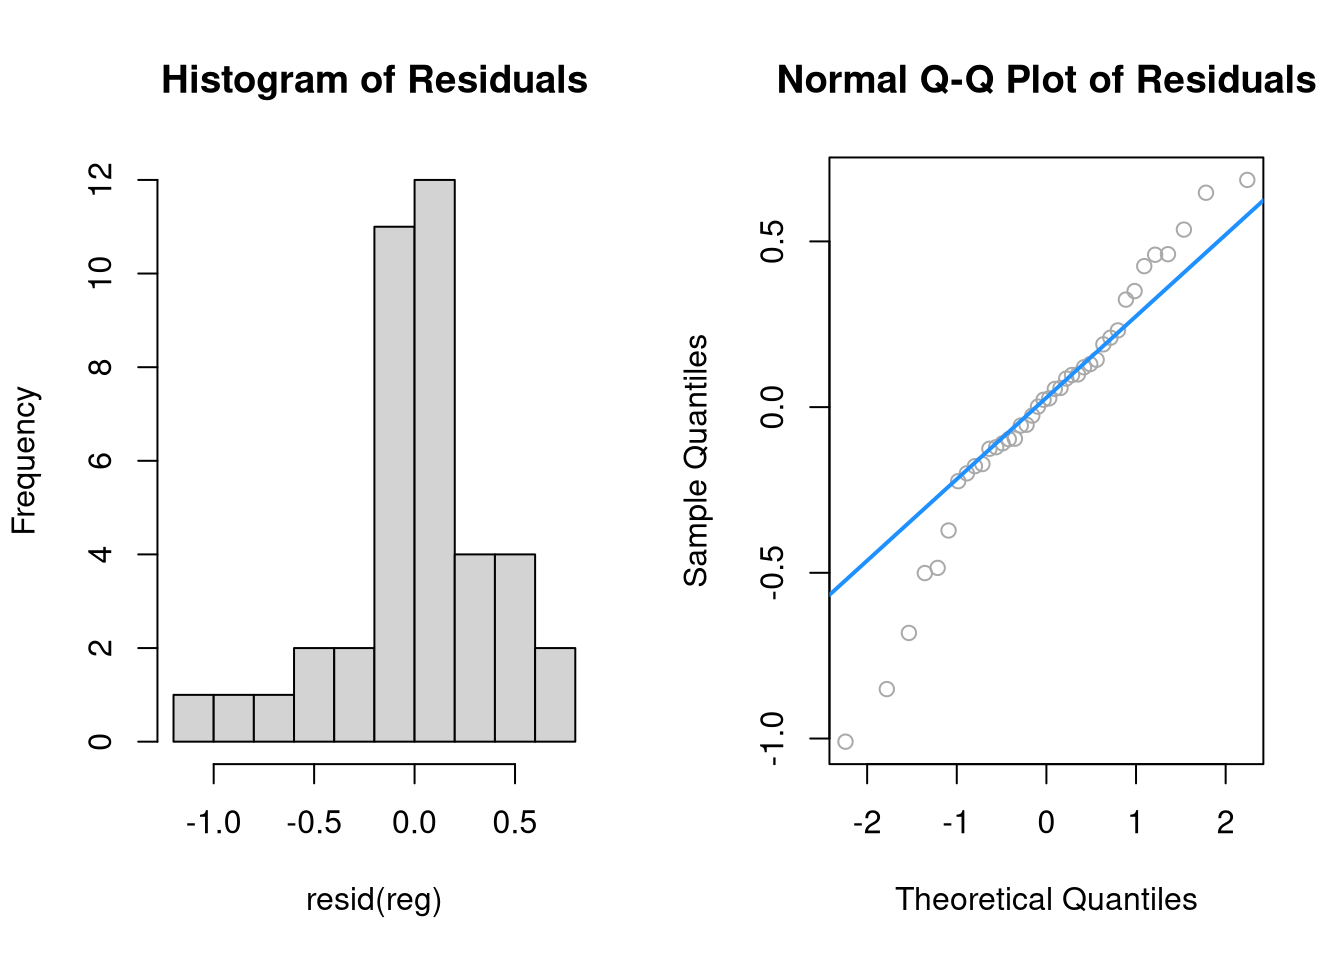 Histogram of Residuals
Frequency
0 2 4 6 8 10 12
-1.0 -0.5 0.0 0.5
resid(reg)
Normal Q-Q Plot of Residuals
Sample Quantiles
-1.0 -0.5 0.0 0.5
-2 -1 0 1 2
Theoretical Quantiles